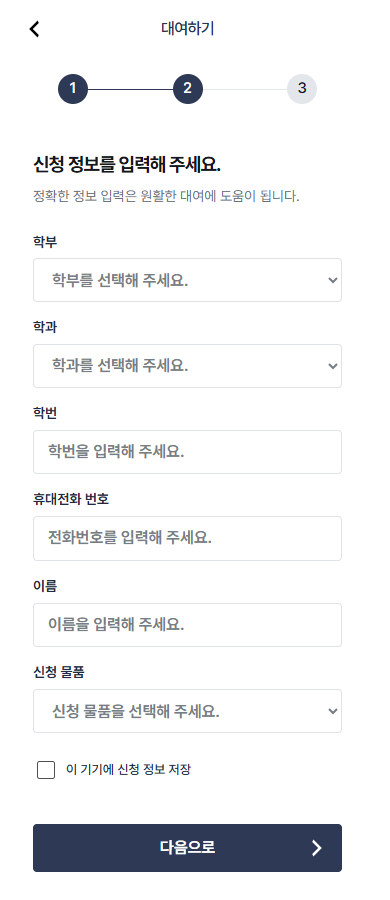 대여하기
1 2 3
신청 정보를 입력해 주세요.
정확한 정보 입력은 원활한 대여에 도움이 됩니다.
학부
학부를 선택해 주세요.
학과
학과를 선택해 주세요.
학번
학번을 입력해 주세요.
휴대전화 번호
전화번호를 입력해 주세요.
이름
이름을 입력해 주세요.
신청 물품
신청 물품을 선택해 주세요.
이 기기에 신청 정보 저장
다음으로